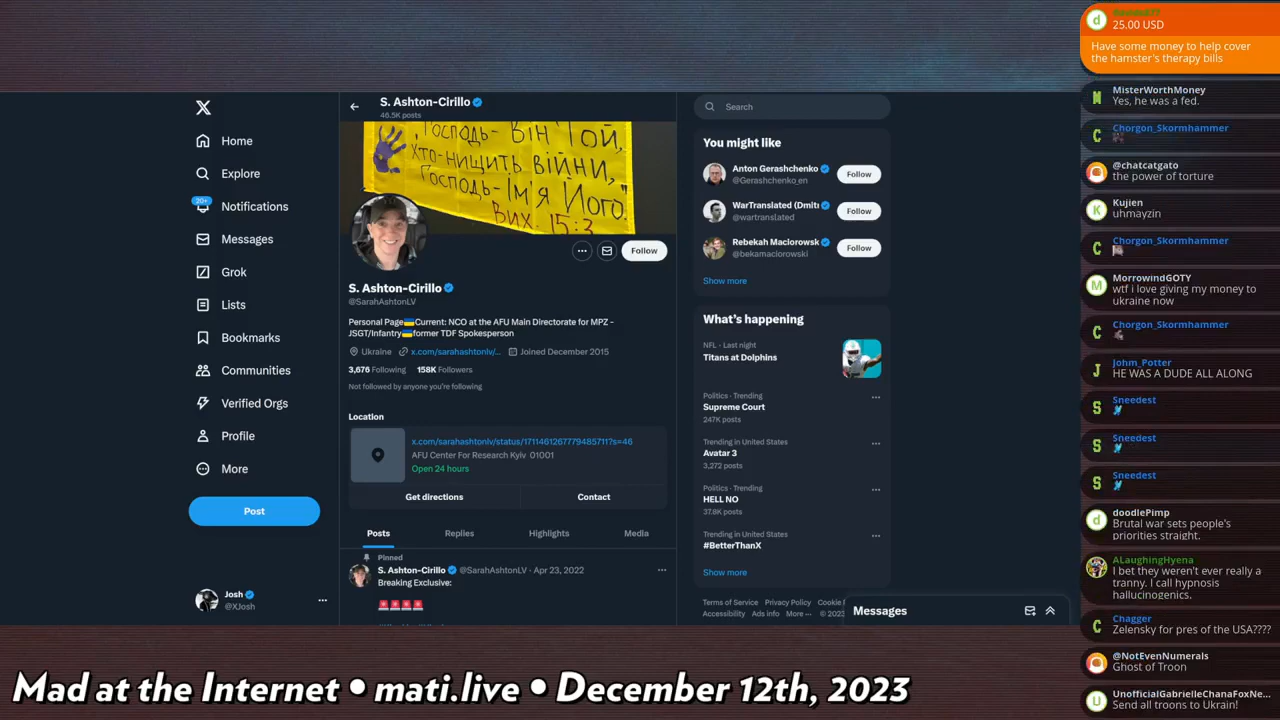 Home
Explore
20+
Notifications
Messages
Grok
Lists
Bookmarks
Communities
Verified Orgs
Profile
More
Post
Josh
@XJosh
S. Ashton-Cirillo
46.5K posts
Господь- Він Той,
Хто-нищить війни,
Господь-Ім'я Його."
Вих. 15:3
Follow
S. Ashton-Cirillo
@SarahAshtonLV
Personal Page🇺🇦Current: NCO at the AFU Main Directorate for MPZ -
JSGT/Infantry🇺🇦former TDF Spokesperson
Ukraine x.com/sarahashtonlv/... Joined December 2015
3,676 Following 158K Followers
Not followed by anyone you're following
Location
x.com/sarahashtonlv/status/1711461267779485711?s=46
AFU Center For Research Kyiv 01001
Open 24 hours
Get directions Contact
Posts Replies Highlights Media
Pinned
S. Ashton-Cirillo @SarahAshtonLV · Apr 23, 2022 ···
Breaking Exclusive:
🚨🚨🚨🚨
Search
You might like
Anton Gerashchenko
@Gerashchenko_en
Follow
WarTranslated (Dmitr
@wartranslated
Follow
Rebekah Maciorowsk
@bekamaciorowski
Follow
Show more
What's happening
NFL · Last night
Titans at Dolphins
Politics · Trending
Supreme Court
247K posts
Trending in United States
Avatar 3
3,272 posts
Politics · Trending
HELL NO
37.8K posts
Trending in United States
#BetterThanX
Show more
Terms of Service Privacy Policy Cookie
Accessibility Ads info More ··· © 2023
Messages
25.00 USD
Have some money to help cover
the hamster's therapy bills
MisterWorthMoney
Yes, he was a fed.
Chorgon_Skormhammer
@chatcatgato
the power of torture
Kujien
uhmayzin
Chorgon_Skormhammer
MorrowindGOTY
wtf i love giving my money to
ukraine now
Chorgon_Skormhammer
Johm_Potter
HE WAS A DUDE ALL ALONG
Sneedest
Sneedest
Sneedest
doodlePimp
Brutal war sets people's
priorities straight.
ALaughingHyena
I bet they weren't ever really a
tranny. I call hypnosis
hallucinogenics.
Chagger
Zelensky for pres of the USA????
@NotEvenNumerals
Ghost of Troon
UnofficialGabrielleChanaFoxNe...
Send all troons to Ukrain!
Mad at the Internet • mati.live • December 12th, 2023